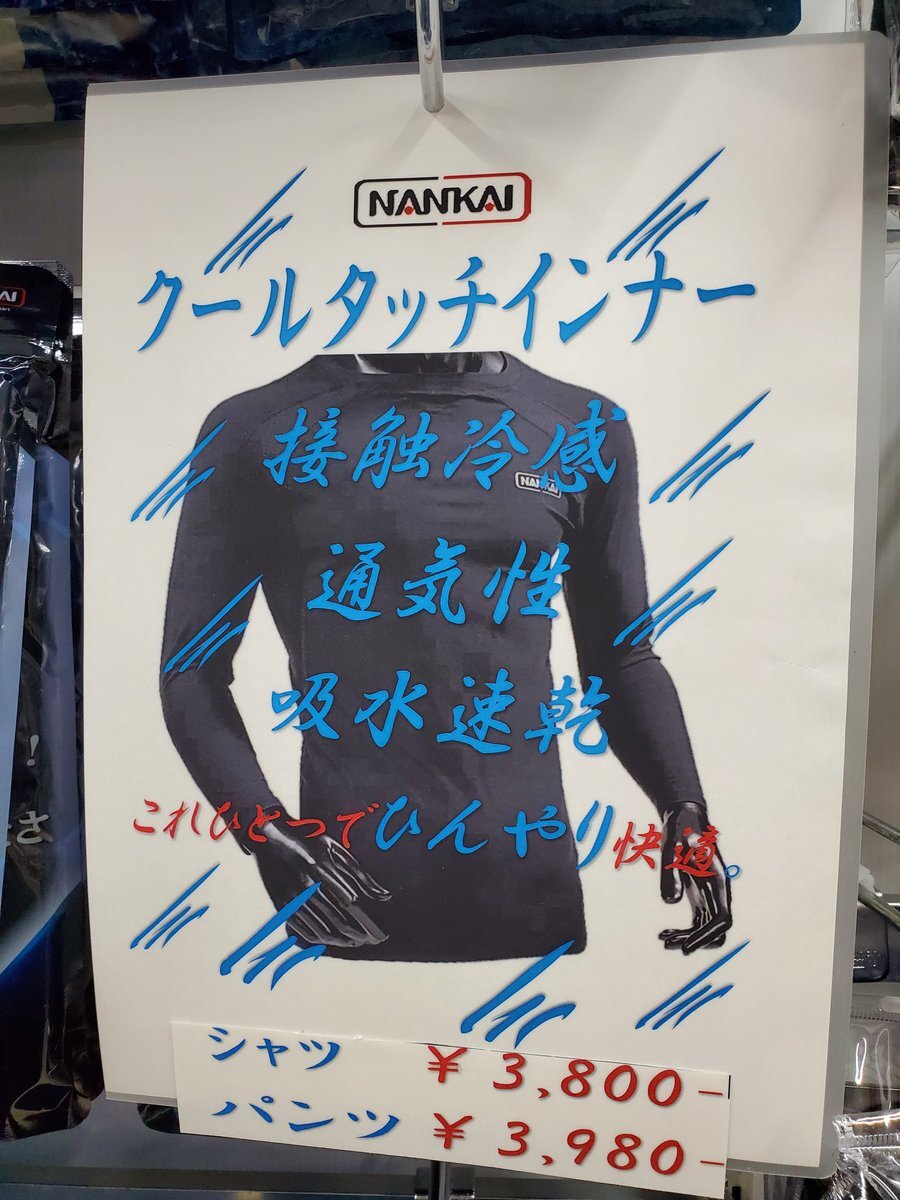 NANKAI
クールタッチインナー
接触冷感
NANKAI
通気性
吸水速乾
これひとつでひんやり快適。
シャツ ¥3,800-
パンツ ¥3,980-
AI
!
さ